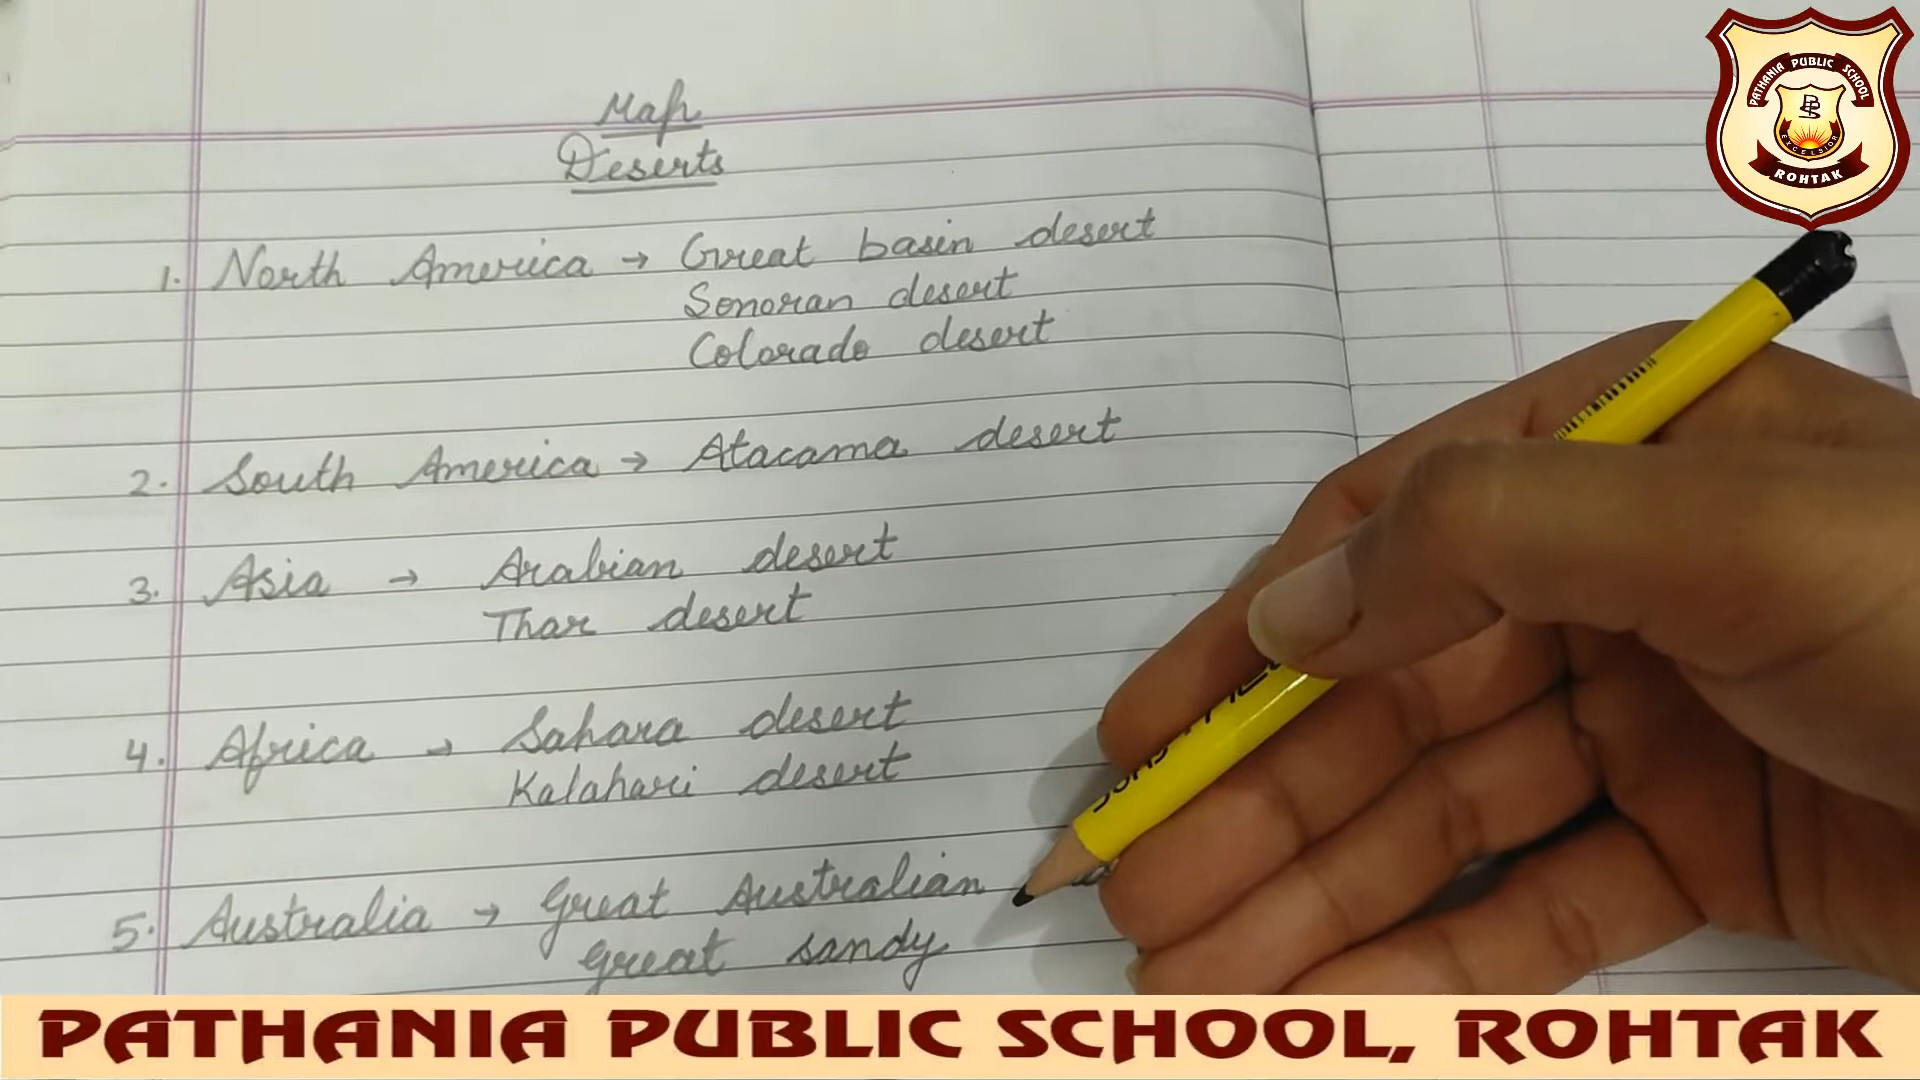 Map
Deserts
1. North America → Great basin desert
Sonoran desert
Colorado desert
2. South America → Atacama desert
3. Asia → Arabian desert
Thar desert
4. Africa → Sahara desert
Kalahari desert
5. Australia → Great Australian
Great sandy
PATHANIA PUBLIC SCHOOL
BPS
EXCELSIOR
ROHTAK
PATHANIA PUBLIC SCHOOL, ROHTAK